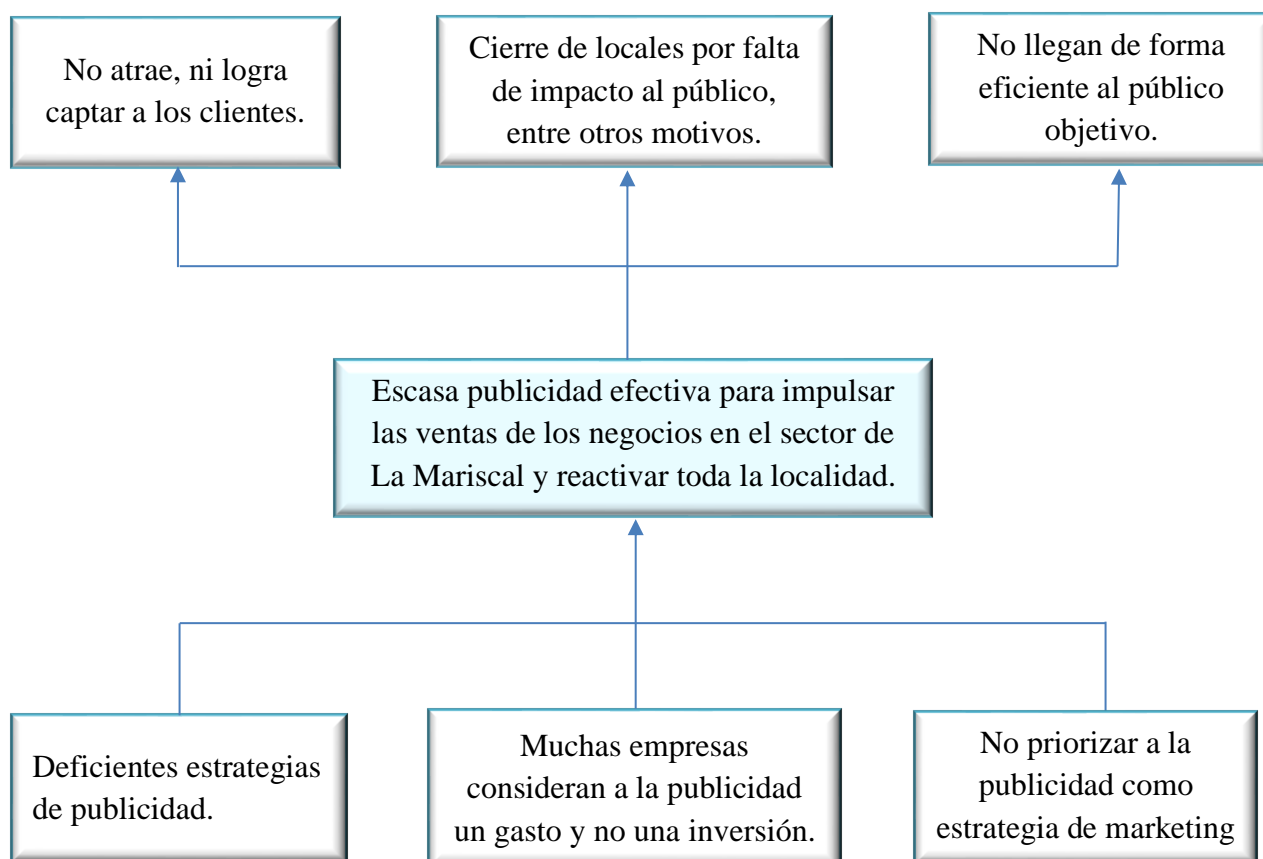 No atrae, ni logra
captar a los clientes.
Cierre de locales por falta
de impacto al público,
entre otros motivos.
No llegan de forma
eficiente al público
objetivo.
Escasa publicidad efectiva para impulsar
las ventas de los negocios en el sector de
La Mariscal y reactivar toda la localidad.
Deficientes estrategias
de publicidad.
Muchas empresas
consideran a la publicidad
un gasto y no una inversión.
No priorizar a la
publicidad como
estrategia de marketing